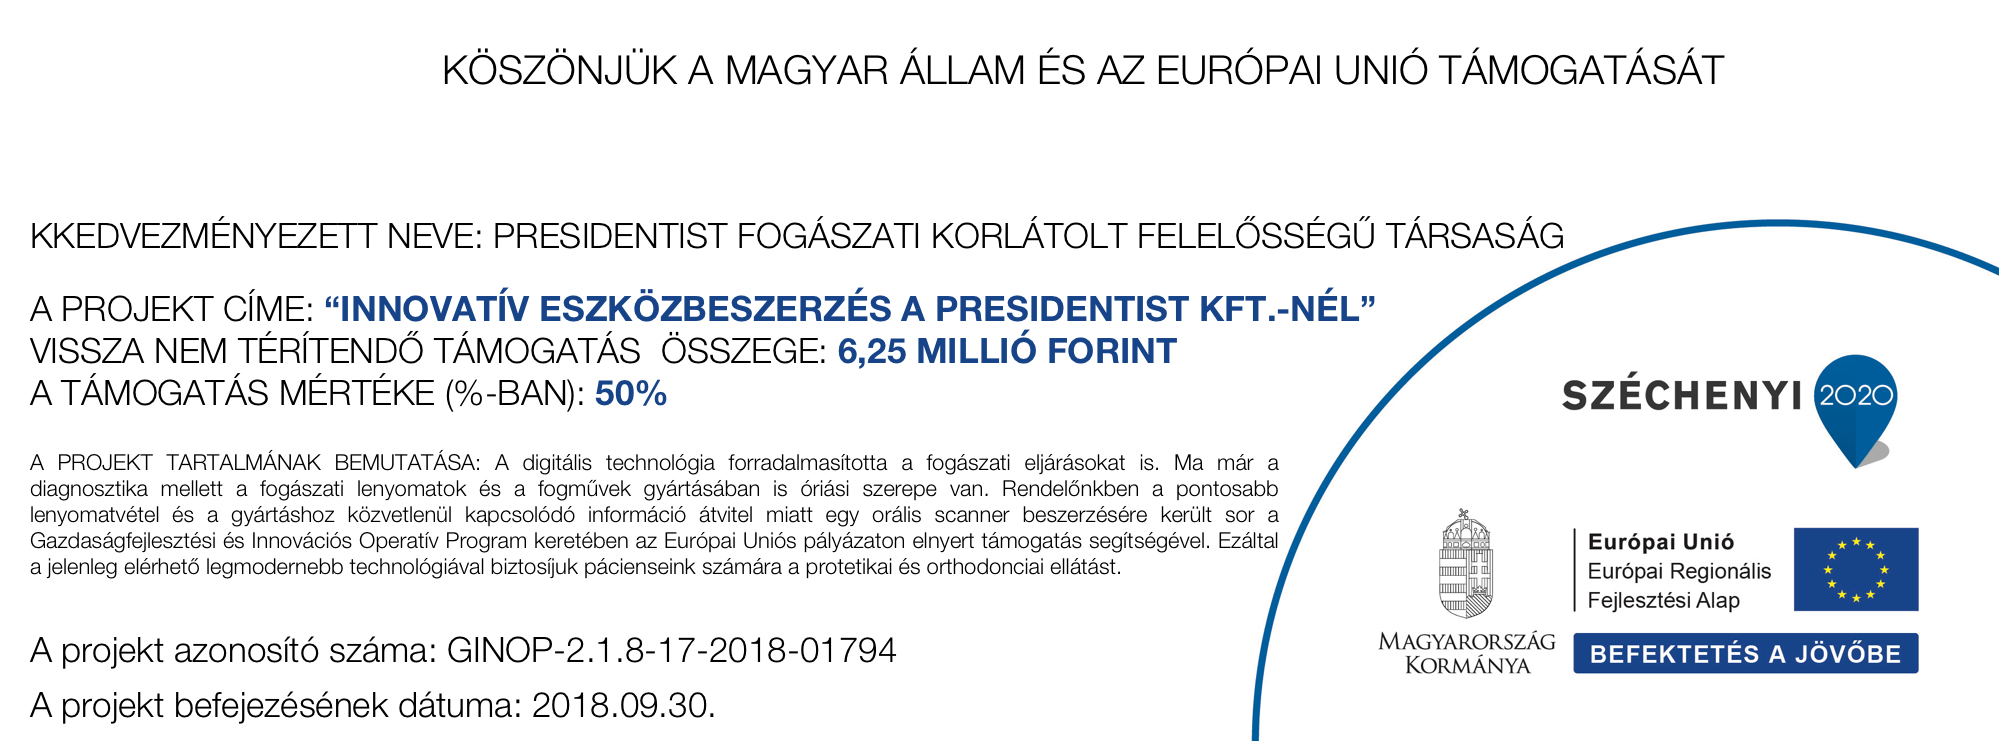 KÖSZÖNJÜK A MAGYAR ÁLLAM ÉS AZ EURÓPAI UNIÓ TÁMOGATÁSÁT
KKEDVEZMÉNYEZETT NEVE: PRESIDENTIST FOGÁSZATI KORLÁTOLT FELELŐSSÉGŰ TÁRSASÁG
A PROJEKT CÍME: “INNOVATÍV ESZKÖZBESZERZÉS A PRESIDENTIST KFT.-NÉL”
VISSZA NEM TÉRÍTENDŐ TÁMOGATÁS ÖSSZEGE: 6,25 MILLIÓ FORINT
A TÁMOGATÁS MÉRTÉKE (%-BAN): 50%
A PROJEKT TARTALMÁNAK BEMUTATÁSA: A digitális technológia forradalmasította a fogászati eljárásokat is. Ma már a
diagnosztika mellett a fogászati lenyomatok és a fogművek gyártásában is óriási szerepe van. Rendelőnkben a pontosabb
lenyomatvétel és a gyártáshoz közvetlenül kapcsolódó információ átvitel miatt egy orális scanner beszerzésére került sor a
Gazdaságfejlesztési és Innovációs Operatív Program keretében az Európai Uniós pályázaton elnyert támogatás segítségével. Ezáltal
a jelenleg elérhető legmodernebb technológiával biztosíjuk pácienseink számára a protetikai és orthodonciai ellátást.
A projekt azonosító száma: GINOP-2.1.8-17-2018-01794
A projekt befejezésének dátuma: 2018.09.30.
SZÉCHENYI 2020
MAGYARORSZÁG
KORMÁNYA
Európai Unió
Európai Regionális
Fejlesztési Alap
BEFEKTETÉS A JÖVŐBE